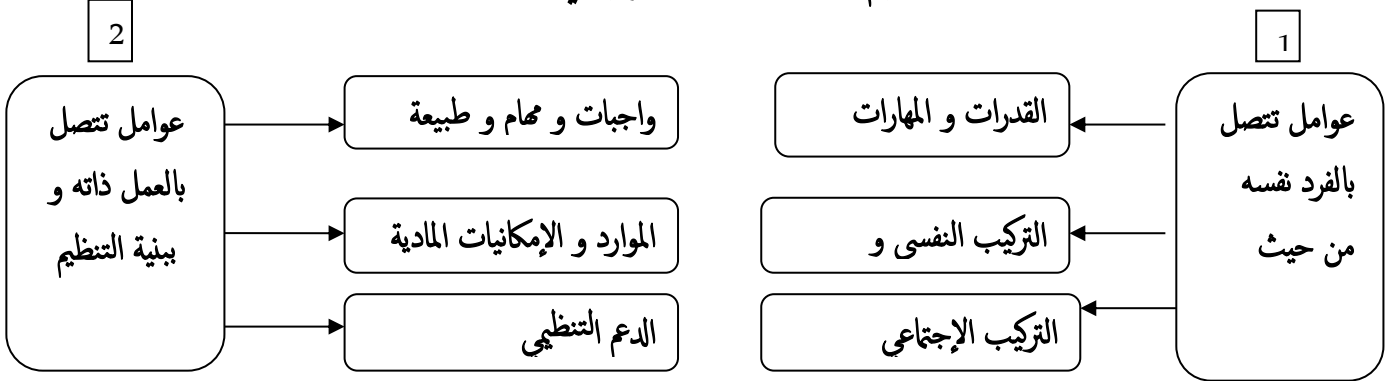 1
عوامل تتصل
بالفرد نفسه
من حيث
القدرات و المهارات
التركيب النفسي و
التركيب الإجتماعي
2
عوامل تتصل
بالعمل ذاته و
ببنية التنظيم
واجبات و مهام و طبيعة
الموارد و الإمكانيات المادية
الدعم التنظيمي